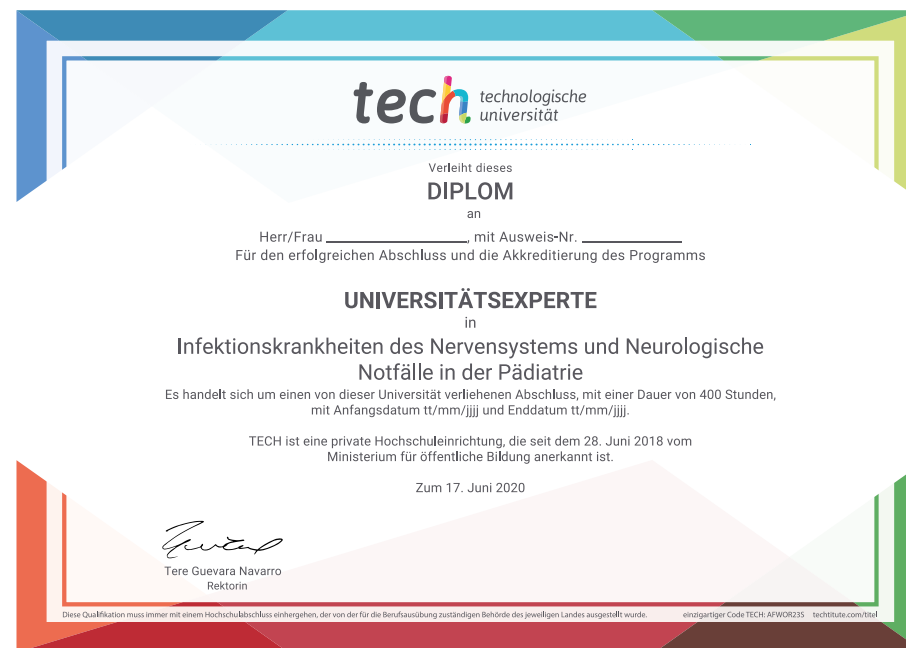 tech technologische
universität
Verleiht dieses
DIPLOM
an
Herr/Frau ____________________, mit Ausweis-Nr. ______________
Für den erfolgreichen Abschluss und die Akkreditierung des Programms
UNIVERSITÄTSEXPERTE
in
Infektionskrankheiten des Nervensystems und Neurologische
Notfälle in der Pädiatrie
Es handelt sich um einen von dieser Universität verliehenen Abschluss, mit einer Dauer von 400 Stunden,
mit Anfangsdatum tt/mm/jjjj und Enddatum tt/mm/jjjj.
TECH ist eine private Hochschuleinrichtung, die seit dem 28. Juni 2018 vom
Ministerium für öffentliche Bildung anerkannt ist.
Zum 17. Juni 2020
Tere Guevara Navarro
Rektorin
Diese Qualifikation muss immer mit einem Hochschulabschluss einhergehen, der von der für die Berufsausübung zuständigen Behörde des jeweiligen Landes ausgestellt wurde. einzigartiger Code TECH: AFWOR23S techtitute.com/titel